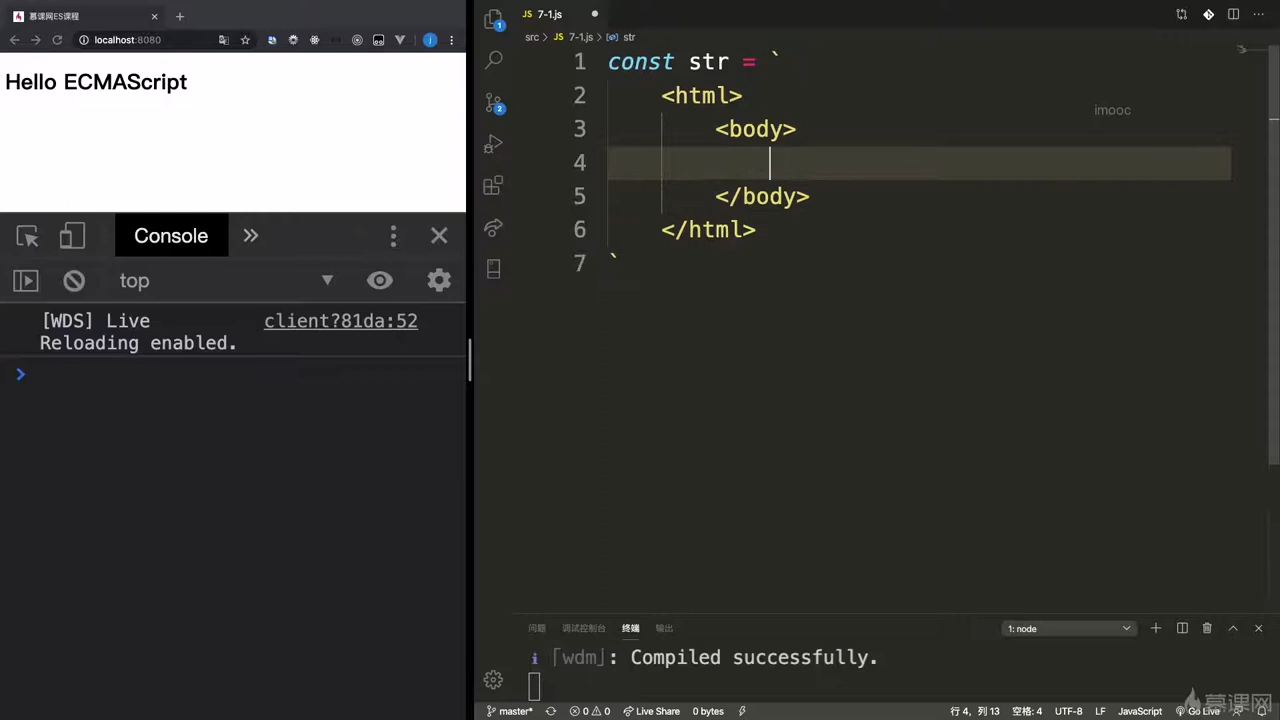 慕课网ES课程
localhost:8080
Hello ECMAScript
Console
top
[WDS] Live
client?81da:52
Reloading enabled.
7-1.js
src > 7-1.js > str
1 const str = `
2 <html>
3 <body>
4
5 </body>
6 </html>
7 `
imooc
问题 调试控制台 终端 输出
1: node
i ｢wdm｣: Compiled successfully.
master* 0 0 Live Share 0 bytes
行 4, 列 13 空格: 4 UTF-8 LF JavaScript Go Live
慕课网